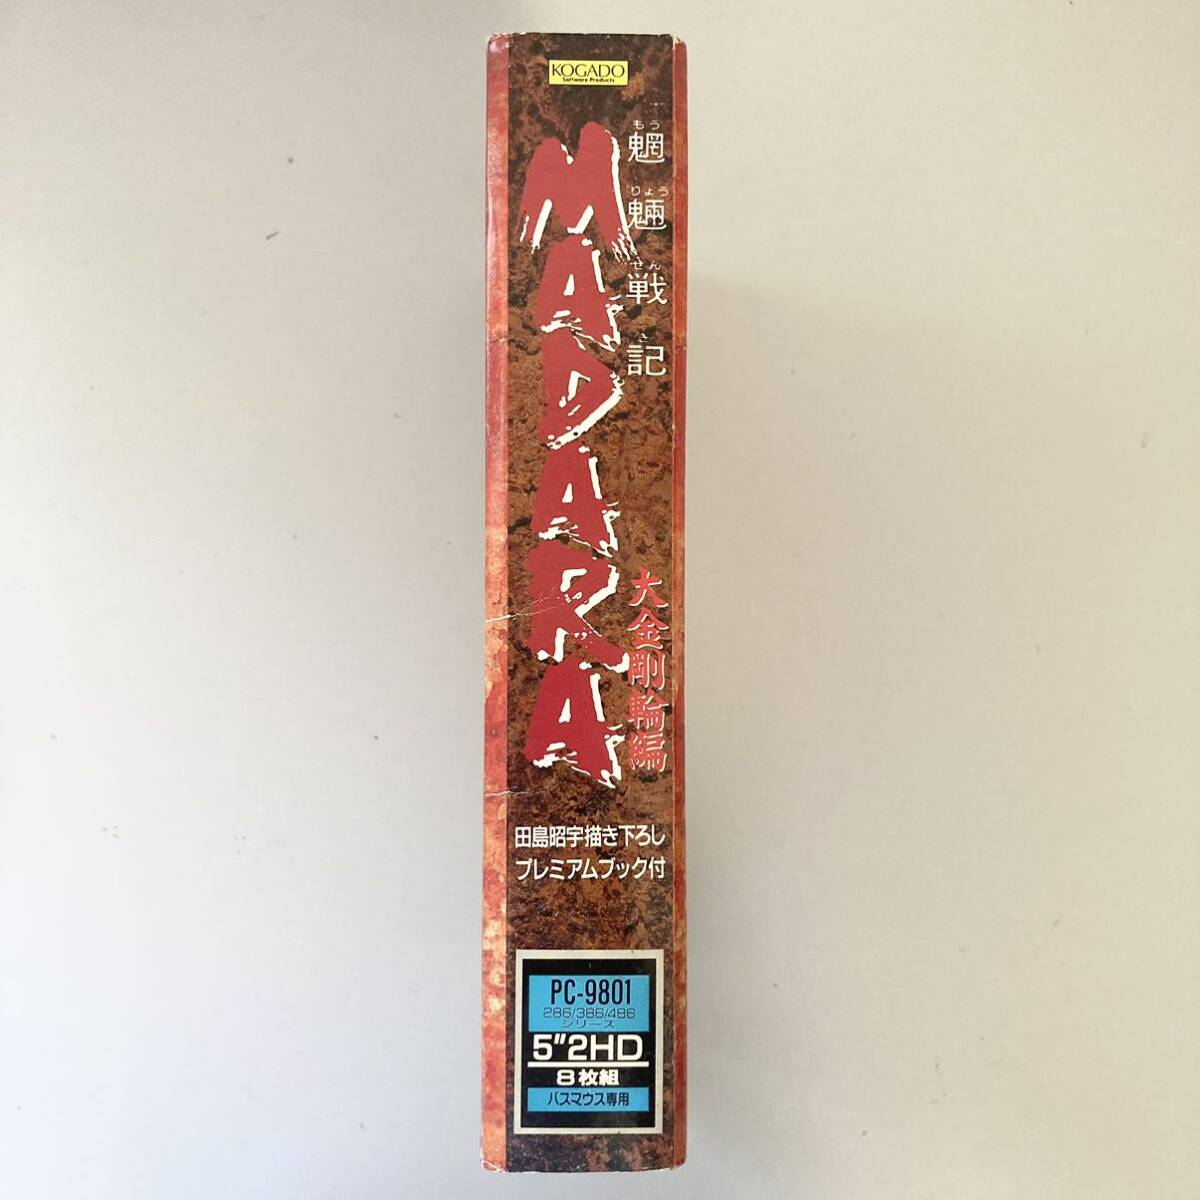 KOGADO
Software Products
もうりょうせんき
魍魎戦記
MADARA
大金剛輪編
田島昭宇描き下ろし
プレミアムブック付
PC-9801
286/386/486
シリーズ
5"2HD
8枚組
バスマウス専用